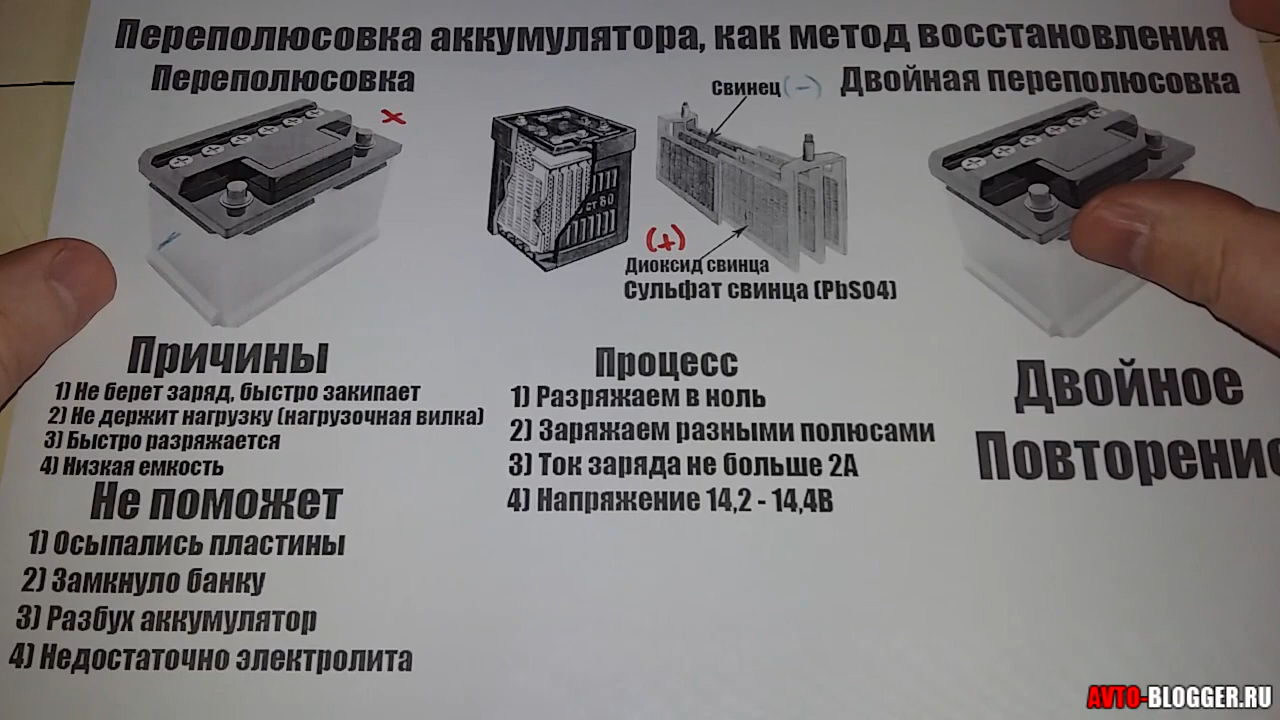 Переполюсовка аккумулятора, как метод восстановления
Переполюсовка
Свинец (-)
Двойная переполюсовка
Ст 60
(+)
Диоксид свинца
Сульфат свинца (PbSO4)
Причины
1) Не берет заряд, быстро закипает
2) Не держит нагрузку (нагрузочная вилка)
3) Быстро разряжается
4) Низкая емкость
Не поможет
1) Осыпались пластины
2) Замкнуло банку
3) Разбух аккумулятор
4) Недостаточно электролита
Процесс
1) Разряжаем в ноль
2) Заряжаем разными полюсами
3) Ток заряда не больше 2А
4) Напряжение 14,2 - 14,4В
Двойное
Повторени
AVTO-BLOGGER.RU